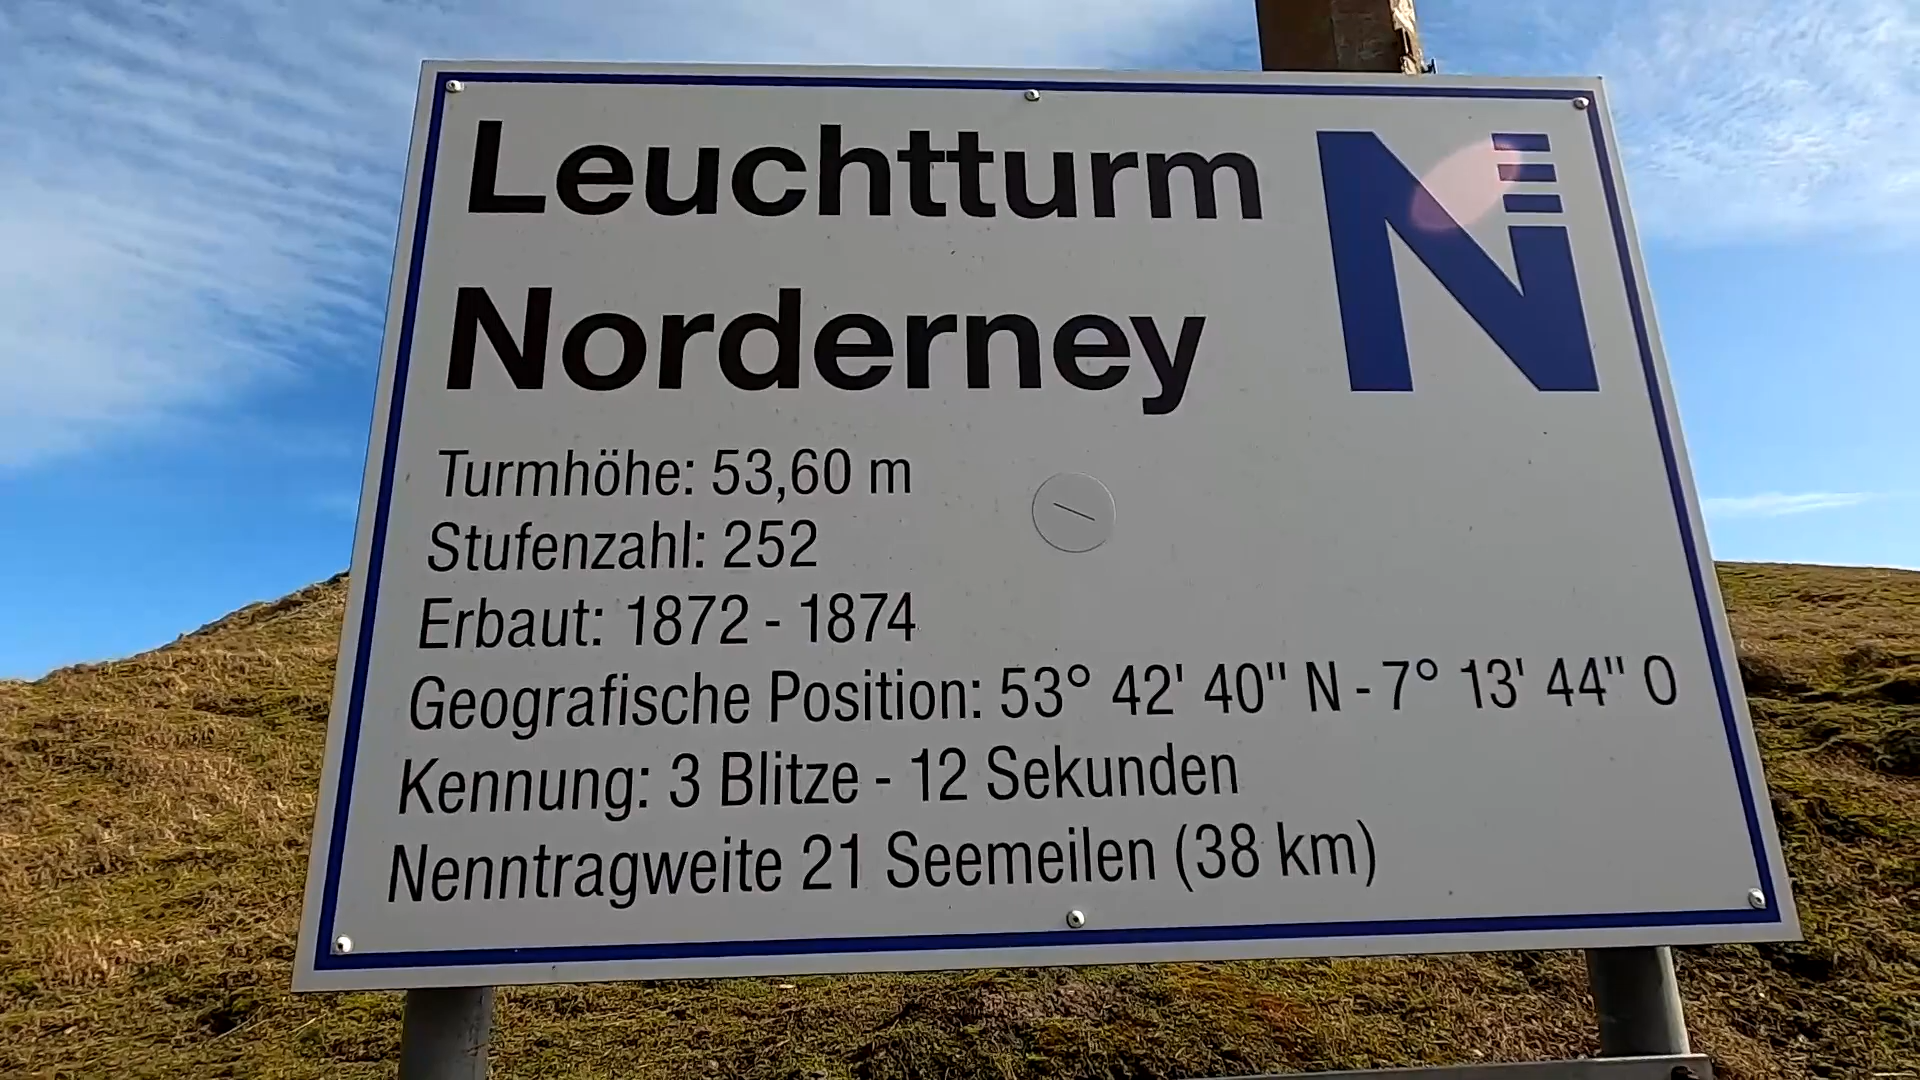 Leuchtturm
Norderney
N
Turmhöhe: 53,60 m
Stufenzahl: 252
Erbaut: 1872 - 1874
Geografische Position: 53° 42' 40" N - 7° 13' 44" O
Kennung: 3 Blitze - 12 Sekunden
Nenntragweite 21 Seemeilen (38 km)